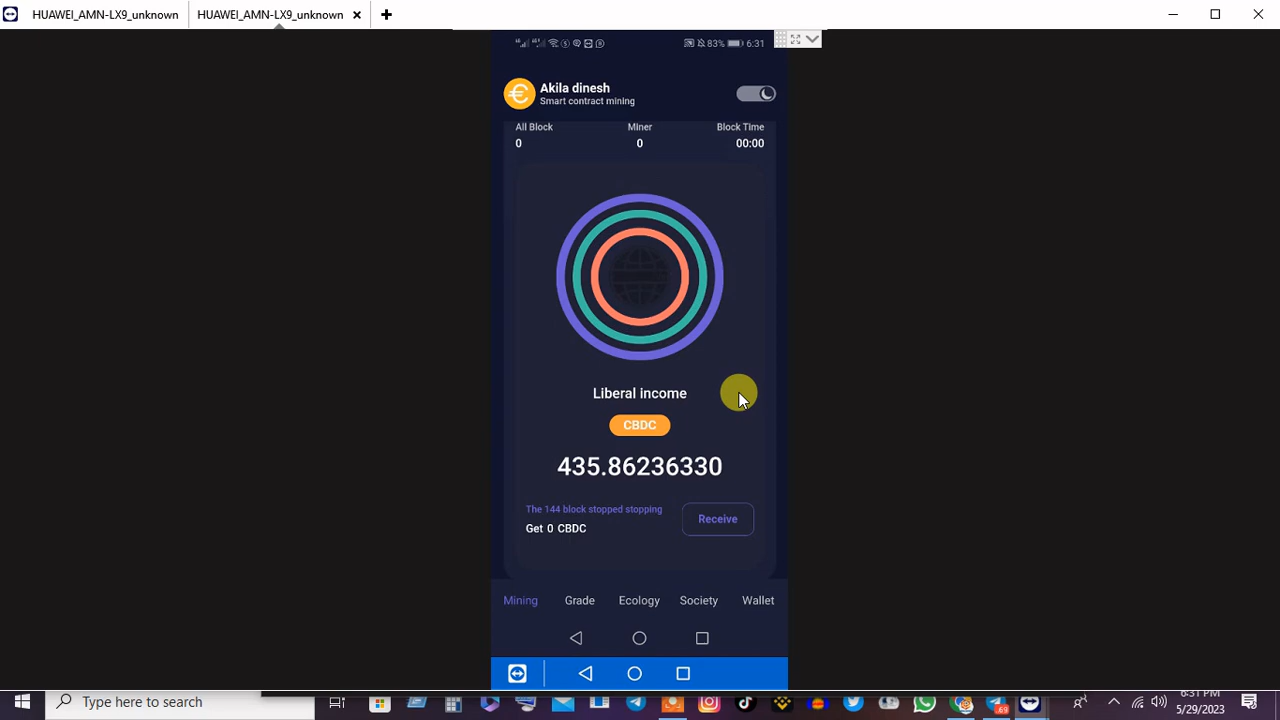 HUAWEI_AMN-LX9_unknown
HUAWEI_AMN-LX9_unknown
83% 6:31
Akila dinesh
Smart contract mining
All Block Miner Block Time
0 0 00:00
Liberal income
CBDC
435.86236330
The 144 block stopped stopping
Get 0 CBDC
Receive
Mining Grade Ecology Society Wallet
Type here to search
69
6:31 PM
5/29/2023